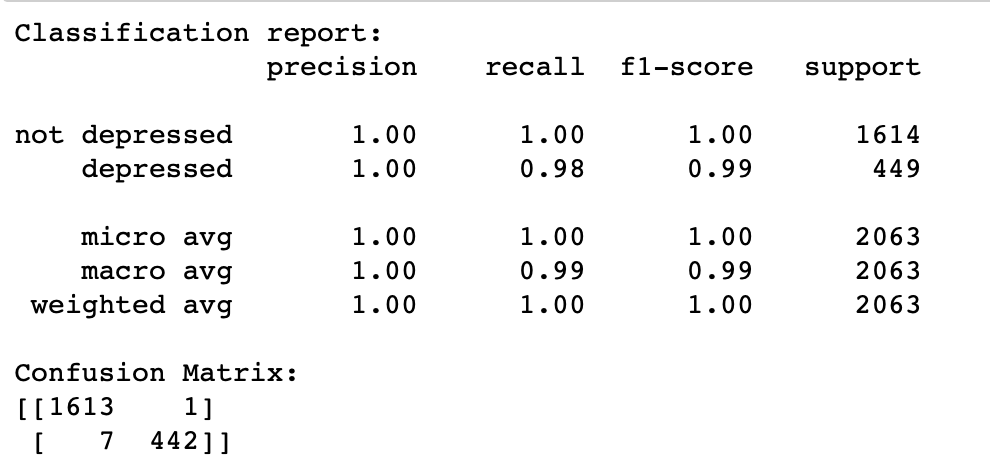 Classification report:
precision recall f1-score support
not depressed 1.00 1.00 1.00 1614
depressed 1.00 0.98 0.99 449
micro avg 1.00 1.00 1.00 2063
macro avg 1.00 0.99 0.99 2063
weighted avg 1.00 1.00 1.00 2063
Confusion Matrix:
[[1613 1]
[ 7 442]]